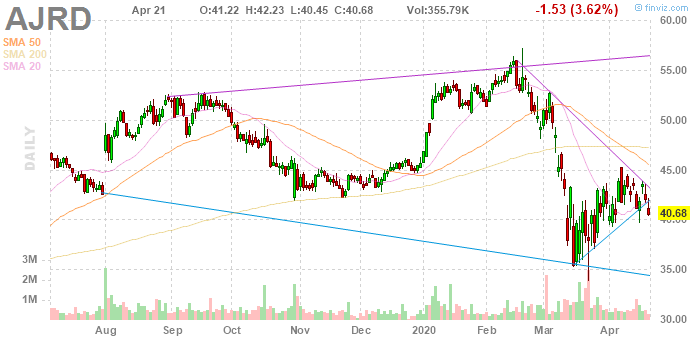 AJRD
Apr 21 O:41.22 H:42.23 L:40.45 C:40.68 Vol:355.79K -1.53 (3.62%)
© finviz.com
SMA 50
SMA 200
SMA 20
DAILY
60.00
55.00
50.00
45.00
40.00
40.68
35.00
30.00
3M
2M
1M
Aug Sep Oct Nov Dec 2020 Feb Mar Apr